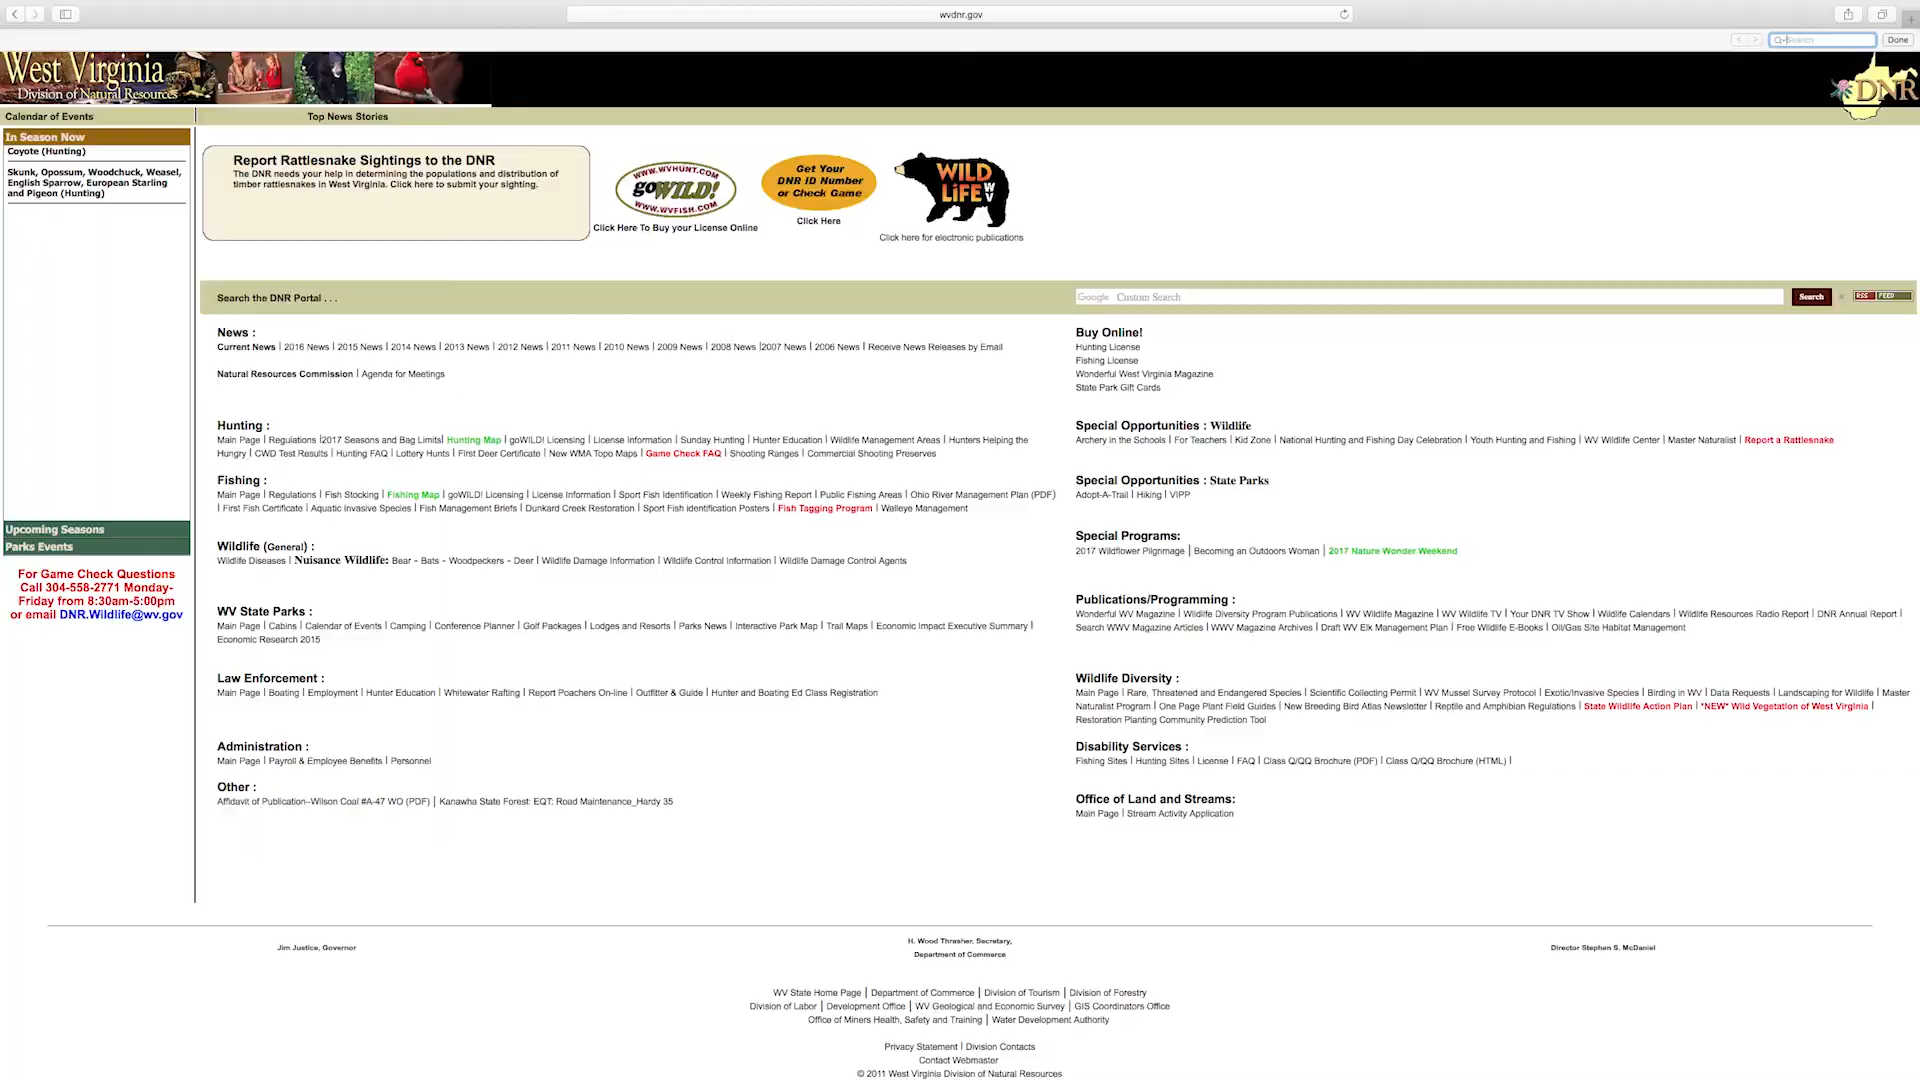 wvdnr.gov
Search
Done
West Virginia
Division of Natural Resources
DNR
Calendar of Events
Top News Stories
In Season Now
Coyote (Hunting)
Skunk, Opossum, Woodchuck, Weasel,
English Sparrow, European Starling
and Pigeon (Hunting)
Upcoming Seasons
Parks Events
For Game Check Questions
Call 304-558-2771 Monday-
Friday from 8:30am-5:00pm
or email DNR.Wildlife@wv.gov
Report Rattlesnake Sightings to the DNR
The DNR needs your help in determining the populations and distribution of
timber rattlesnakes in West Virginia. Click here to submit your sighting.
WWW.WVHUNT.COM
goWILD!
WWW.WVFISH.COM
Click Here To Buy your License Online
Get Your
DNR ID Number
or Check Game
Click Here
WILD
LIFE WV
Click here for electronic publications
Search the DNR Portal . . .
Google Custom Search
Search
×
RSS FEED
News :
Current News | 2016 News | 2015 News | 2014 News | 2013 News | 2012 News | 2011 News | 2010 News | 2009 News | 2008 News |2007 News | 2006 News | Receive News Releases by Email
Natural Resources Commission | Agenda for Meetings
Hunting :
Main Page | Regulations |2017 Seasons and Bag Limits| Hunting Map | goWILD! Licensing | License Information | Sunday Hunting | Hunter Education | Wildlife Management Areas | Hunters Helping the
Hungry | CWD Test Results | Hunting FAQ | Lottery Hunts | First Deer Certificate | New WMA Topo Maps | Game Check FAQ | Shooting Ranges | Commercial Shooting Preserves
Fishing :
Main Page | Regulations | Fish Stocking | Fishing Map | goWILD! Licensing | License Information | Sport Fish Identification | Weekly Fishing Report | Public Fishing Areas | Ohio River Management Plan (PDF)
| First Fish Certificate | Aquatic Invasive Species | Fish Management Briefs | Dunkard Creek Restoration | Sport Fish identification Posters | Fish Tagging Program | Walleye Management
Wildlife (General) :
Wildlife Diseases | Nuisance Wildlife: Bear - Bats - Woodpeckers - Deer | Wildlife Damage Information | Wildlife Control Information | Wildlife Damage Control Agents
WV State Parks :
Main Page | Cabins | Calendar of Events | Camping | Conference Planner | Golf Packages | Lodges and Resorts | Parks News | Interactive Park Map | Trail Maps | Economic Impact Executive Summary |
Economic Research 2015
Law Enforcement :
Main Page | Boating | Employment | Hunter Education | Whitewater Rafting | Report Poachers On-line | Outfitter & Guide | Hunter and Boating Ed Class Registration
Administration :
Main Page | Payroll & Employee Benefits | Personnel
Other :
Affidavit of Publication–Wilson Coal #A-47 WO (PDF) | Kanawha State Forest: EQT: Road Maintenance_Hardy 35
Buy Online!
Hunting License
Fishing License
Wonderful West Virginia Magazine
State Park Gift Cards
Special Opportunities : Wildlife
Archery in the Schools | For Teachers | Kid Zone | National Hunting and Fishing Day Celebration | Youth Hunting and Fishing | WV Wildlife Center | Master Naturalist | Report a Rattlesnake
Special Opportunities : State Parks
Adopt-A-Trail | Hiking | VIPP
Special Programs:
2017 Wildflower Pilgrimage | Becoming an Outdoors Woman | 2017 Nature Wonder Weekend
Publications/Programming :
Wonderful WV Magazine | Wildlife Diversity Program Publications | WV Wildlife Magazine | WV Wildlife TV | Your DNR TV Show | Wildlife Calendars | Wildlife Resources Radio Report | DNR Annual Report |
Search WWV Magazine Articles | WWV Magazine Archives | Draft WV Elk Management Plan | Free Wildlife E-Books | Oil/Gas Site Habitat Management
Wildlife Diversity :
Main Page | Rare, Threatened and Endangered Species | Scientific Collecting Permit | WV Mussel Survey Protocol | Exotic/Invasive Species | Birding in WV | Data Requests | Landscaping for Wildlife | Master
Naturalist Program | One Page Plant Field Guides | New Breeding Bird Atlas Newsletter | Reptile and Amphibian Regulations | State Wildlife Action Plan | *NEW* Wild Vegetation of West Virginia |
Restoration Planting Community Prediction Tool
Disability Services :
Fishing Sites | Hunting Sites | License | FAQ | Class Q/QQ Brochure (PDF) | Class Q/QQ Brochure (HTML) |
Office of Land and Streams:
Main Page | Stream Activity Application
Jim Justice, Governor
H. Wood Thrasher, Secretary,
Department of Commerce
Director Stephen S. McDaniel
WV State Home Page | Department of Commerce | Division of Tourism | Division of Forestry
Division of Labor | Development Office | WV Geological and Economic Survey | GIS Coordinators Office
Office of Miners Health, Safety and Training | Water Development Authority
Privacy Statement | Division Contacts
Contact Webmaster
© 2011 West Virginia Division of Natural Resources